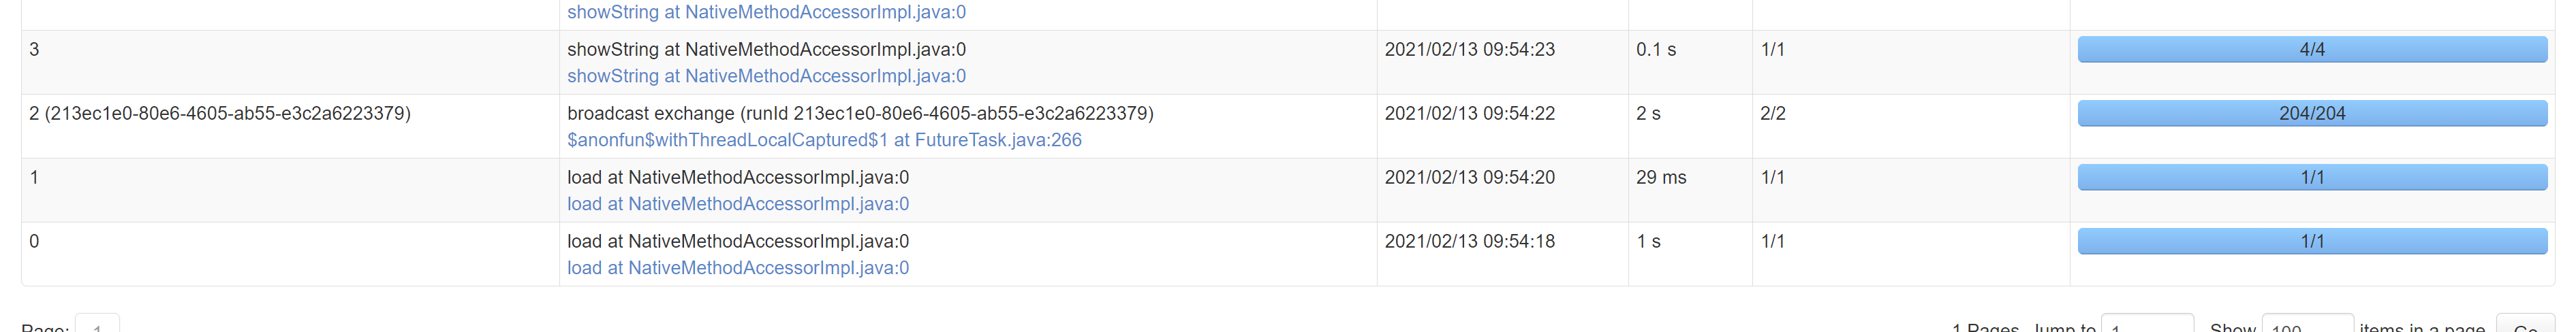 showString at NativeMethodAccessorImpl.java:0
3 showString at NativeMethodAccessorImpl.java:0 2021/02/13 09:54:23 0.1 s 1/1 4/4
showString at NativeMethodAccessorImpl.java:0
2 (213ec1e0-80e6-4605-ab55-e3c2a6223379) broadcast exchange (runId 213ec1e0-80e6-4605-ab55-e3c2a6223379) 2021/02/13 09:54:22 2 s 2/2 204/204
$anonfun$withThreadLocalCaptured$1 at FutureTask.java:266
1 load at NativeMethodAccessorImpl.java:0 2021/02/13 09:54:20 29 ms 1/1 1/1
load at NativeMethodAccessorImpl.java:0
0 load at NativeMethodAccessorImpl.java:0 2021/02/13 09:54:18 1 s 1/1 1/1
load at NativeMethodAccessorImpl.java:0
Page: 1 1 Pages. Jump to 1 . Show 100 items in a page. Go